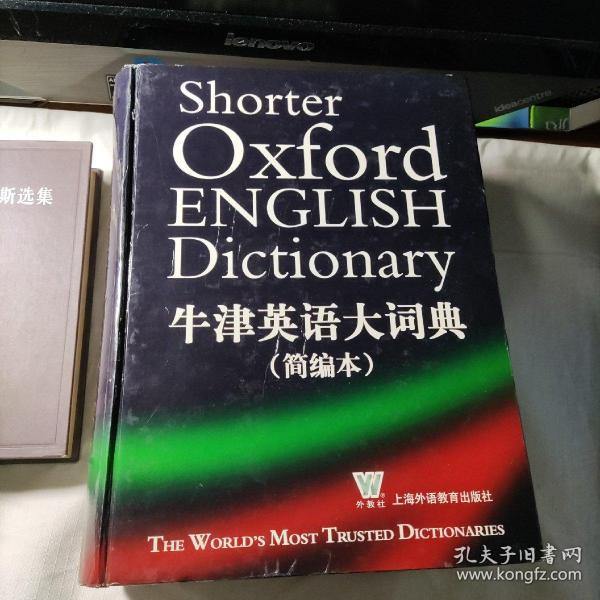 lenovo
ideacentre
斯选集
Shorter
Oxford
ENGLISH
Dictionary
牛津英语大词典
（简编本）
W®
外教社
上海外语教育出版社
THE WORLD'S MOST TRUSTED DICTIONARIES
孔夫子旧书网
www.kongfz.com